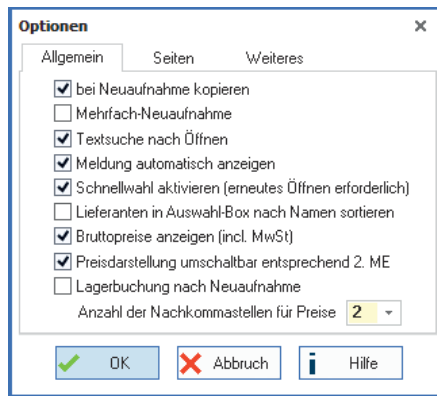 Optionen
Allgemein Seiten Weiteres
bei Neuaufnahme kopieren
Mehrfach-Neuaufnahme
Textsuche nach Öffnen
Meldung automatisch anzeigen
Schnellwahl aktivieren (erneutes Öffnen erforderlich)
Lieferanten in Auswahl-Box nach Namen sortieren
Bruttopreise anzeigen (incl. MwSt)
Preisdarstellung umschaltbar entsprechend 2. ME
Lagerbuchung nach Neuaufnahme
Anzahl der Nachkommastellen für Preise 2
OK Abbruch Hilfe